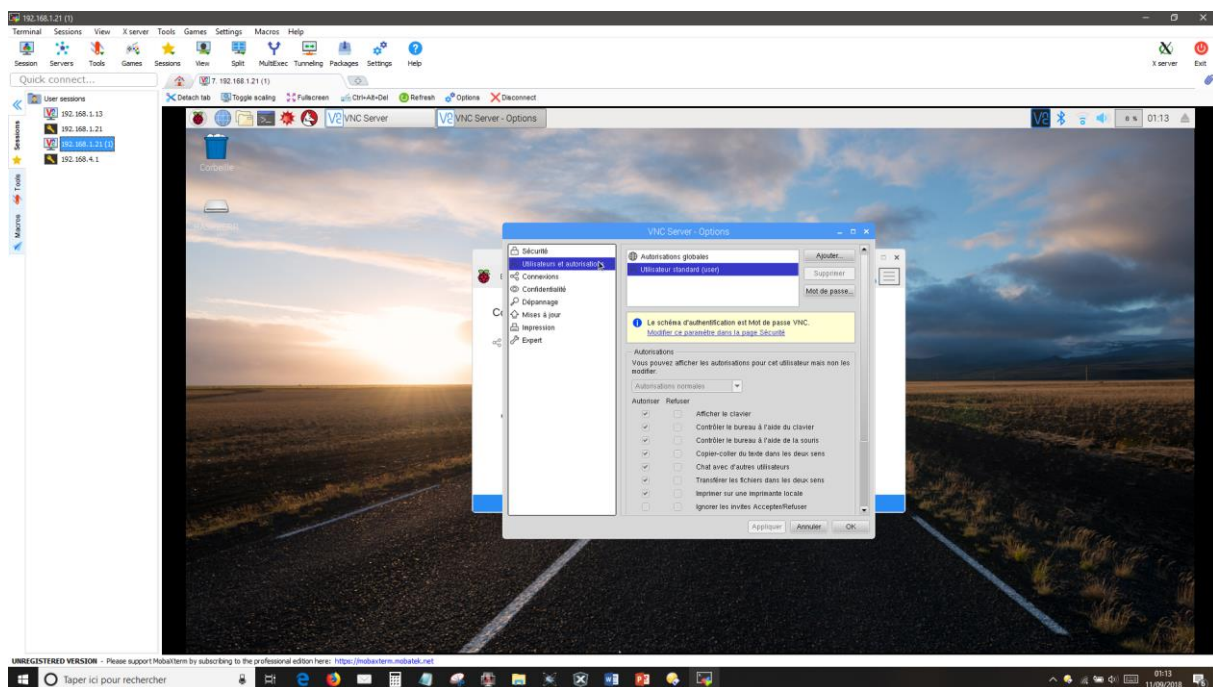 192.168.1.21 (1)
Terminal Sessions View X server Tools Games Settings Macros Help
Session Servers Tools Games Sessions View Split MultiExec Tunneling Packages Settings Help X server Exit
Quick connect... 7. 192.168.1.21 (1)
Detach tab Toggle scaling Fullscreen Ctrl+Alt+Del Refresh Options Disconnect
User sessions
192.168.1.13
192.168.1.21
192.168.1.21 (1)
192.168.4.1
Sessions
Tools
Macros
VNC Server VNC Server - Options 01:13
Corbeille
VNC Server - Options
Sécurité
Utilisateurs et autorisations
Connexions
Confidentialité
Dépannage
Mises à jour
Impression
Expert
Autorisations globales
Utilisateur standard (user)
Ajouter...
Supprimer
Mot de passe...
Le schéma d'authentification est Mot de passe VNC.
Modifier ce paramètre dans la page Sécurité
Autorisations
Vous pouvez afficher les autorisations pour cet utilisateur mais non les
modifier.
Autorisations normales
Autoriser Refuser
Afficher le clavier
Contrôler le bureau à l'aide du clavier
Contrôler le bureau à l'aide de la souris
Copier-coller du texte dans les deux sens
Chat avec d'autres utilisateurs
Transférer les fichiers dans les deux sens
Imprimer sur une imprimante locale
Ignorer les invites Accepter/Refuser
Appliquer Annuler OK
UNREGISTERED VERSION - Please support MobaXterm by subscribing to the professional edition here: https://mobaxterm.mobatek.net
Taper ici pour rechercher
01:13
11/09/2018